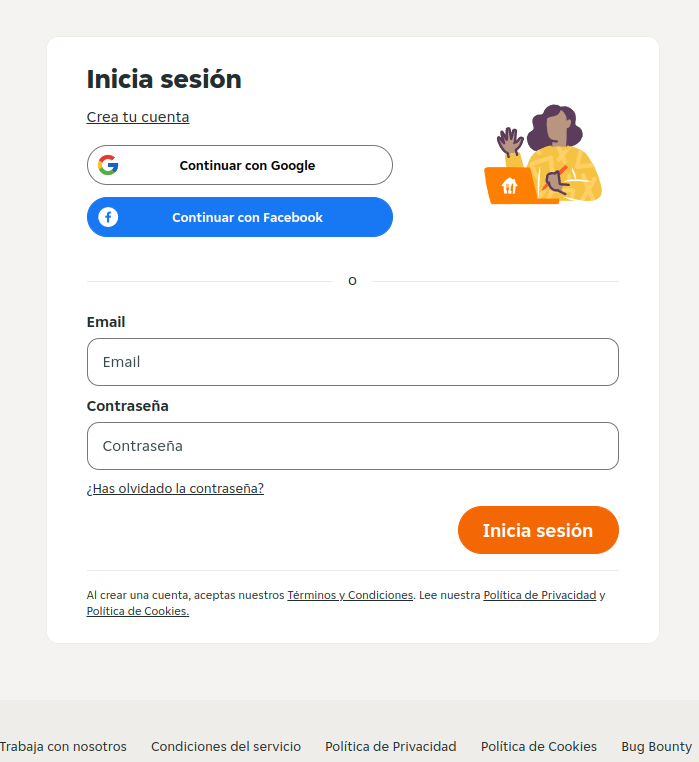 Inicia sesión
Crea tu cuenta
Continuar con Google
Continuar con Facebook
o
Email
Email
Contraseña
Contraseña
¿Has olvidado la contraseña?
Inicia sesión
Al crear una cuenta, aceptas nuestros Términos y Condiciones. Lee nuestra Política de Privacidad y
Política de Cookies.
Trabaja con nosotros Condiciones del servicio Política de Privacidad Política de Cookies Bug Bounty